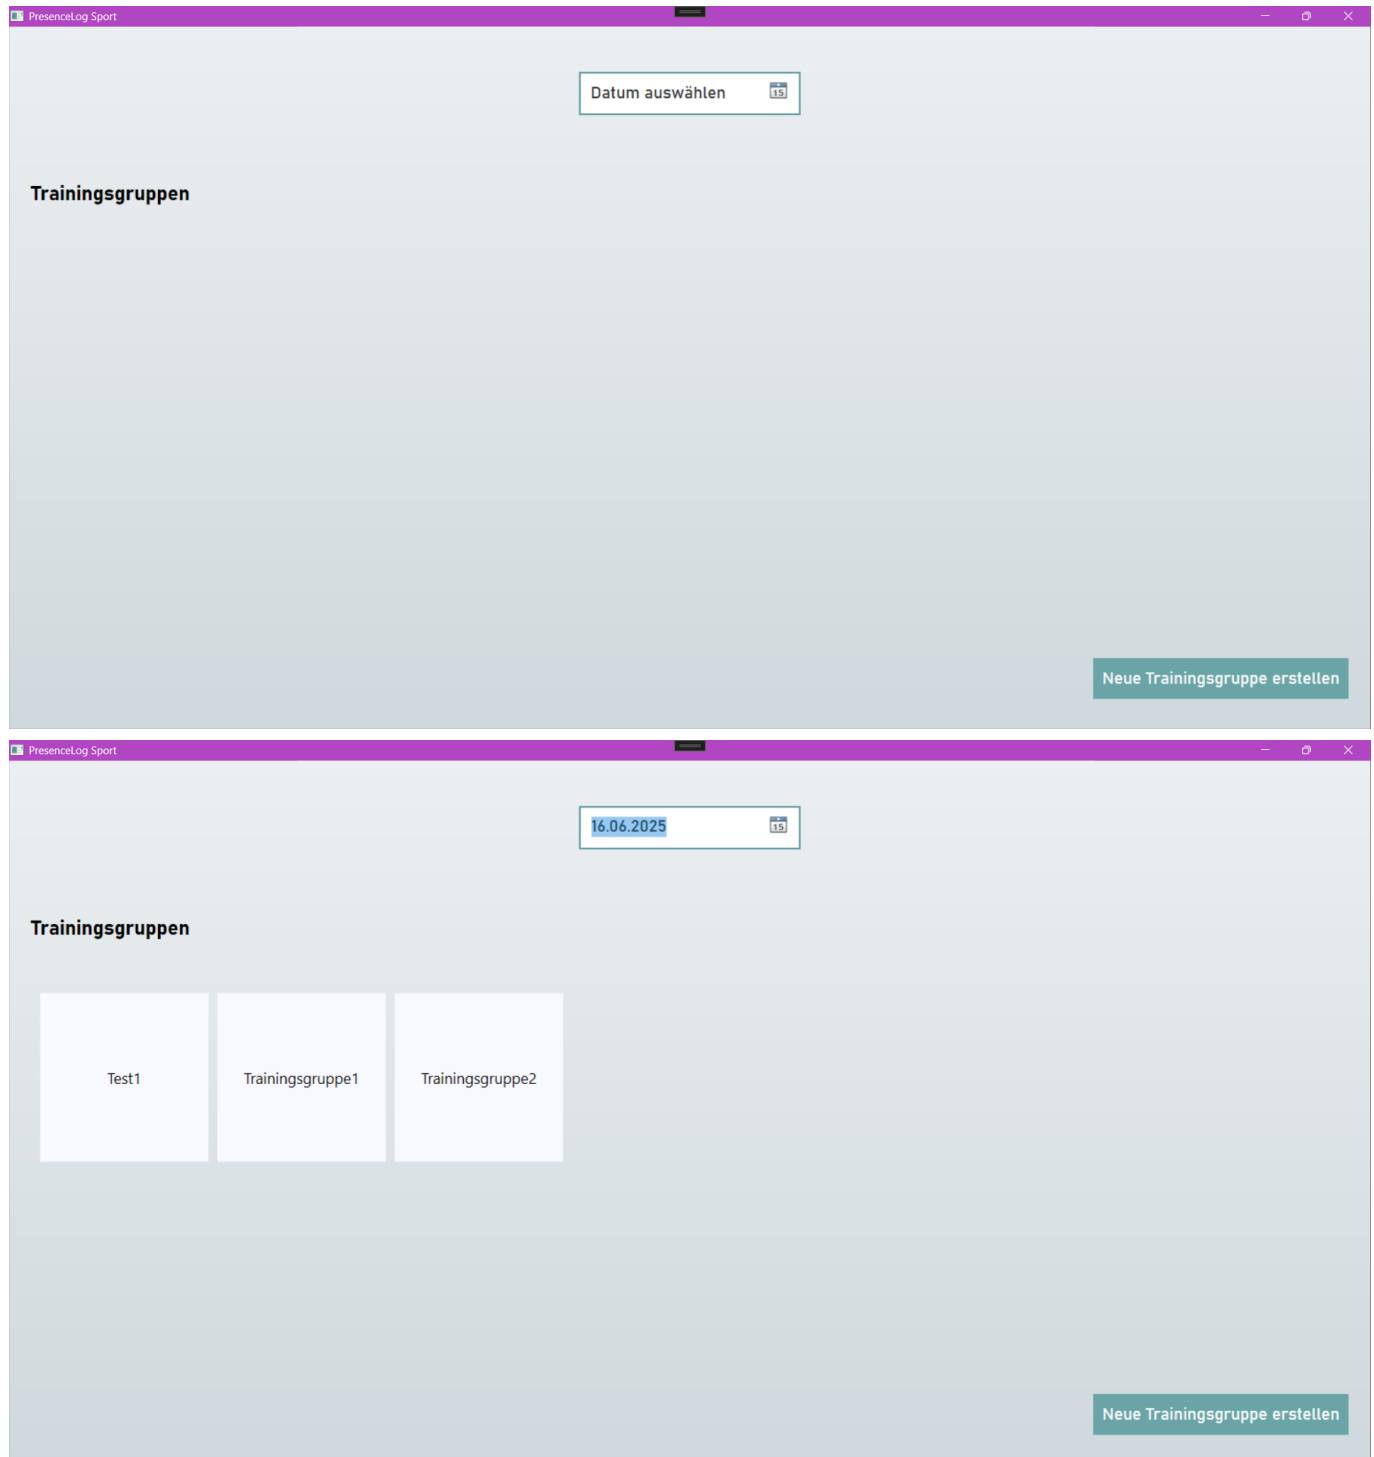 PresenceLog Sport
Datum auswählen
15
Trainingsgruppen
Neue Trainingsgruppe erstellen
PresenceLog Sport
16.06.2025
15
Trainingsgruppen
Test1
Trainingsgruppe1
Trainingsgruppe2
Neue Trainingsgruppe erstellen